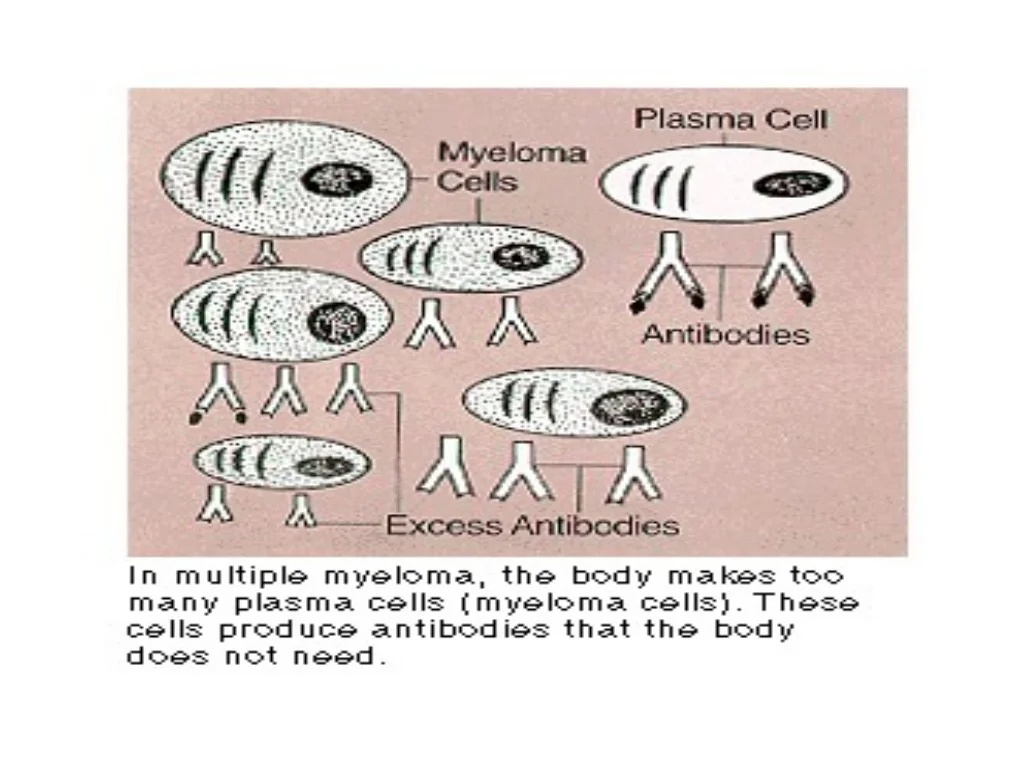 Plasma Cell
Myeloma
Cells
Antibodies
Excess Antibodies
In multiple myeloma, the body makes too
many plasma cells (myeloma cells). These
cells produce antibodies that the body
does not need.